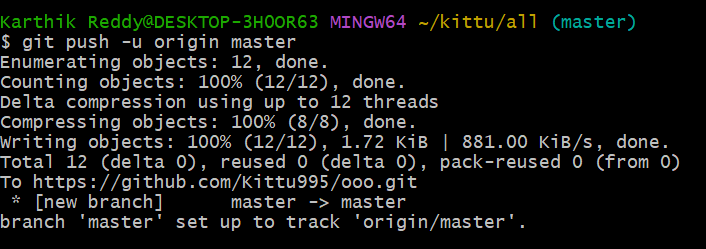 Karthik Reddy@DESKTOP-3HOOR63 MINGW64 ~/kittu/all (master)
$ git push -u origin master
Enumerating objects: 12, done.
Counting objects: 100% (12/12), done.
Delta compression using up to 12 threads
Compressing objects: 100% (8/8), done.
Writing objects: 100% (12/12), 1.72 KiB | 881.00 KiB/s, done.
Total 12 (delta 0), reused 0 (delta 0), pack-reused 0 (from 0)
To https://github.com/Kittu995/ooo.git
 * [new branch]      master -> master
branch 'master' set up to track 'origin/master'.